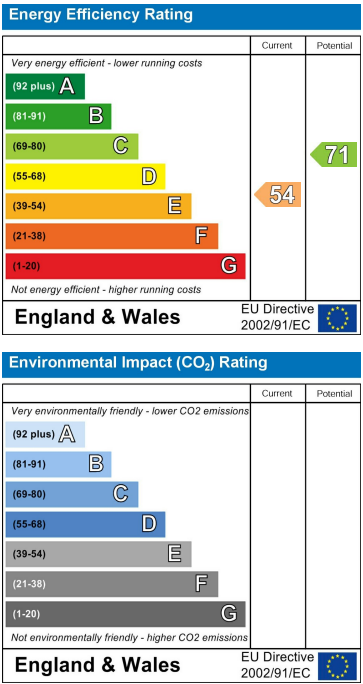 Energy Efficiency Rating
Current Potential
Very energy efficient - lower running costs
(92 plus) A
(81-91) B
(69-80) C
71
(55-68) D
(39-54) E
54
(21-38) F
(1-20) G
Not energy efficient - higher running costs
England & Wales
EU Directive
2002/91/EC
Environmental Impact (CO₂) Rating
Current Potential
Very environmentally friendly - lower CO2 emissions
(92 plus) A
(81-91) B
(69-80) C
(55-68) D
(39-54) E
(21-38) F
(1-20) G
Not environmentally friendly - higher CO2 emissions
England & Wales
EU Directive
2002/91/EC